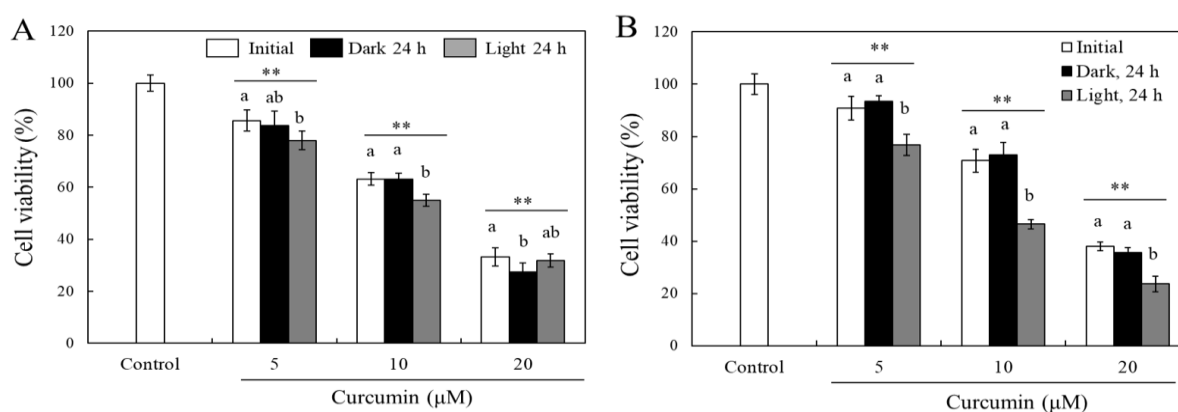 A
Cell viability (%)
120
100
80
60
40
20
0
Initial Dark 24 h Light 24 h
**
a ab b
**
a a b
**
a b ab
Control 5 10 20
Curcumin (μM)
B
Cell viability (%)
120
100
80
60
40
20
0
Initial
Dark, 24 h
Light, 24 h
**
a a b
**
a a b
**
a a b
Control 5 10 20
Curcumin (μM)